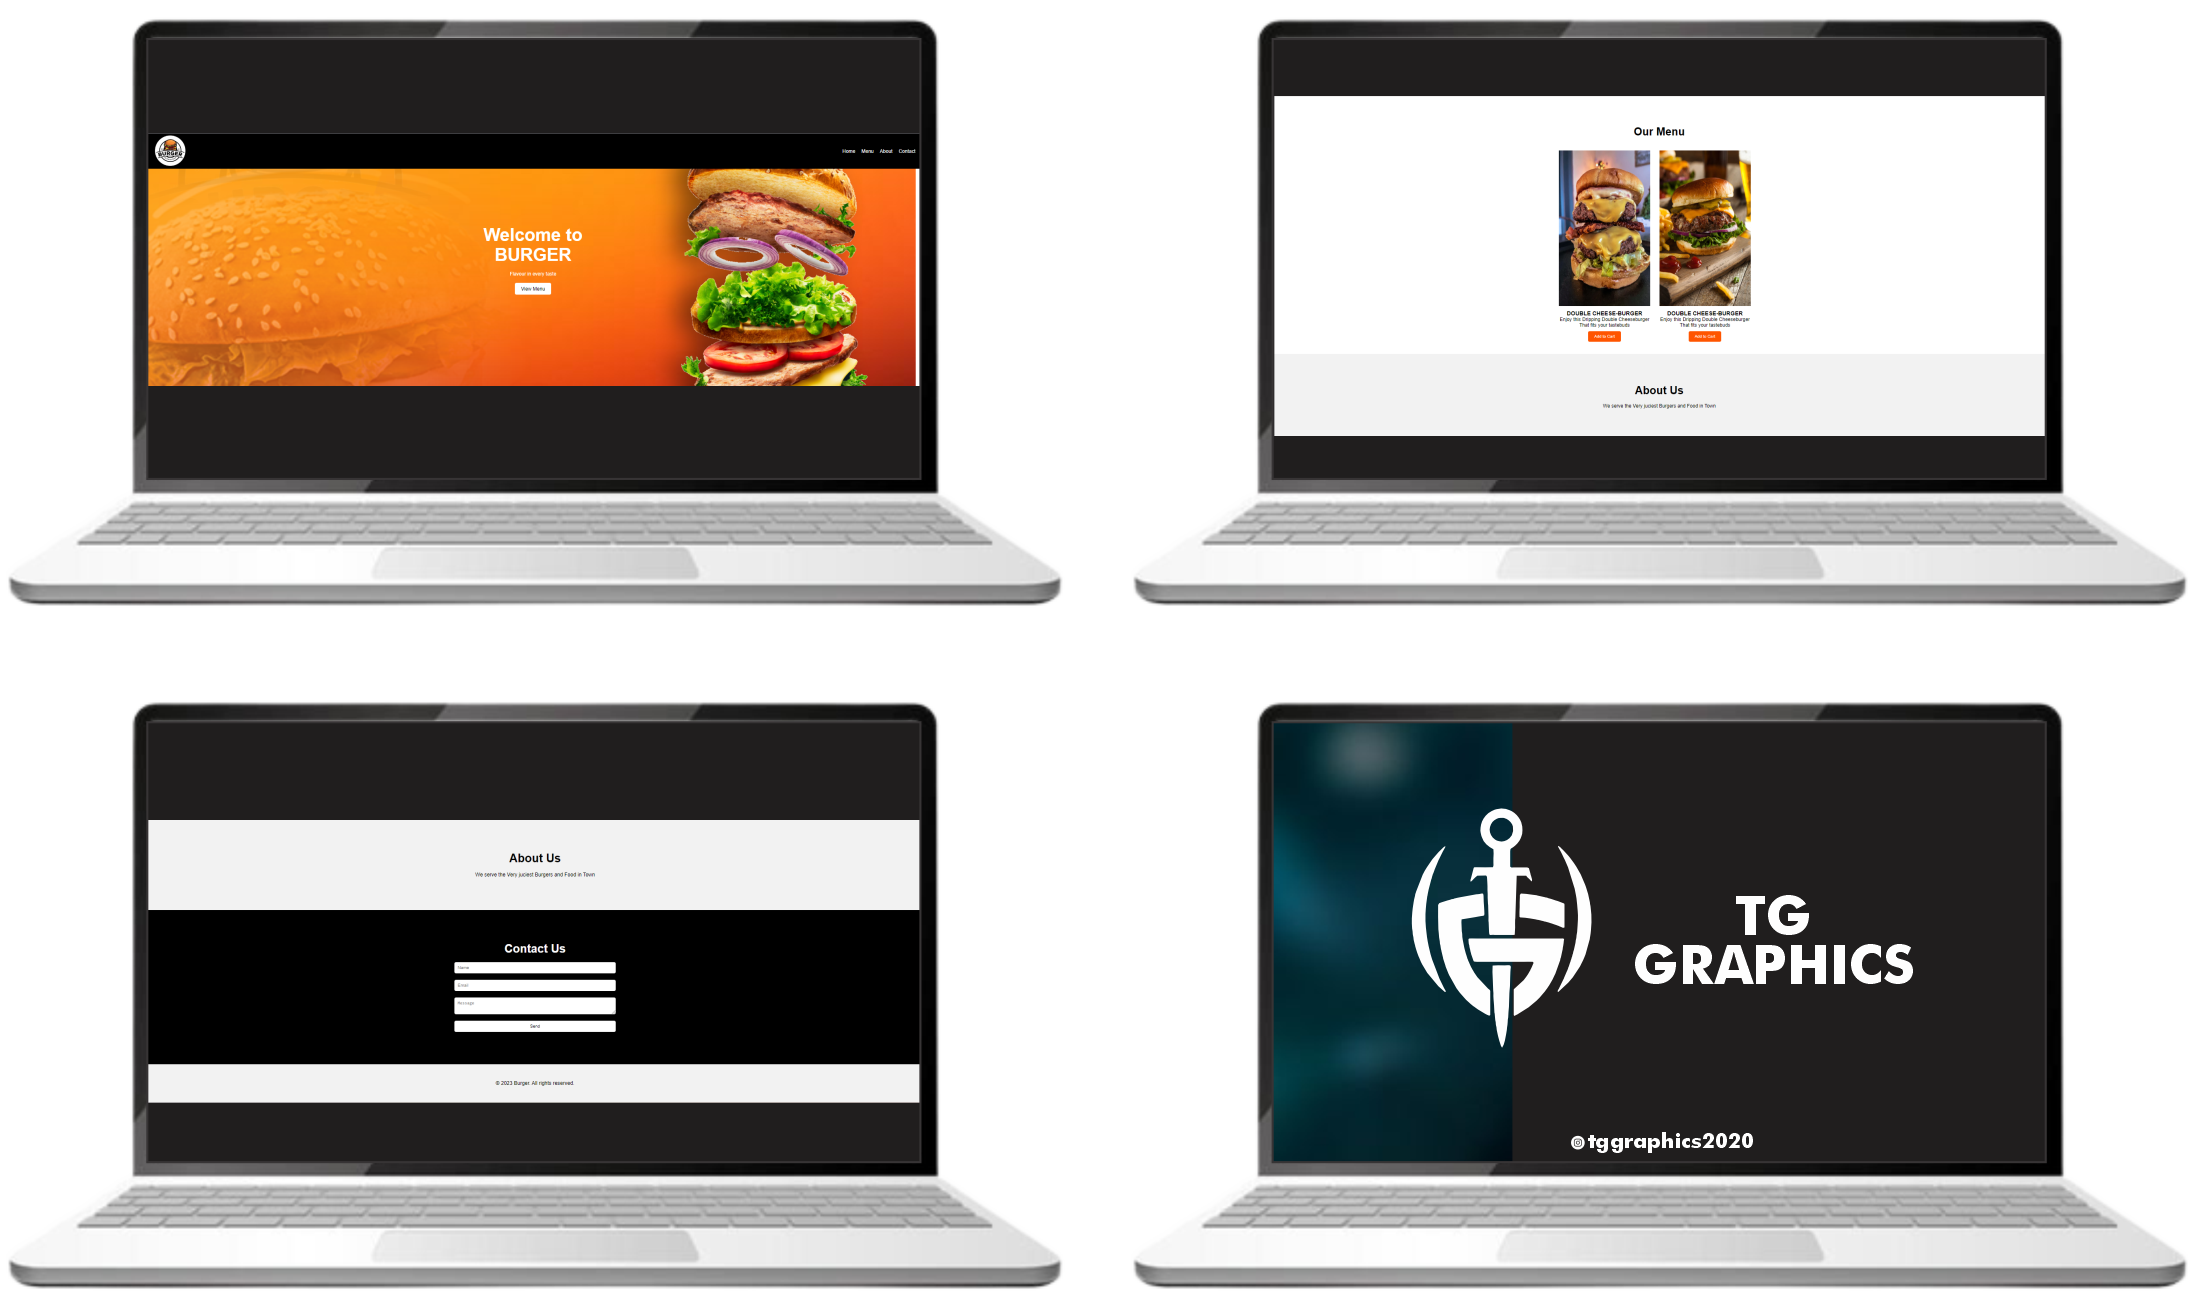 BURGER
Home Menu About Contact
Welcome to
BURGER
Flavour in every taste
View Menu
Our Menu
DOUBLE CHEESE-BURGER
Enjoy this Dripping Double Cheeseburger
That fits your tastebuds
Add to Cart
DOUBLE CHEESE-BURGER
Enjoy this Dripping Double Cheeseburger
That fits your tastebuds
Add to Cart
About Us
We serve the Very juciest Burgers and Food in Town
About Us
We serve the Very juciest Burgers and Food in Town
Contact Us
Name
Email
Message
Send
© 2023 Burger. All rights reserved.
TG
GRAPHICS
tggraphics2020